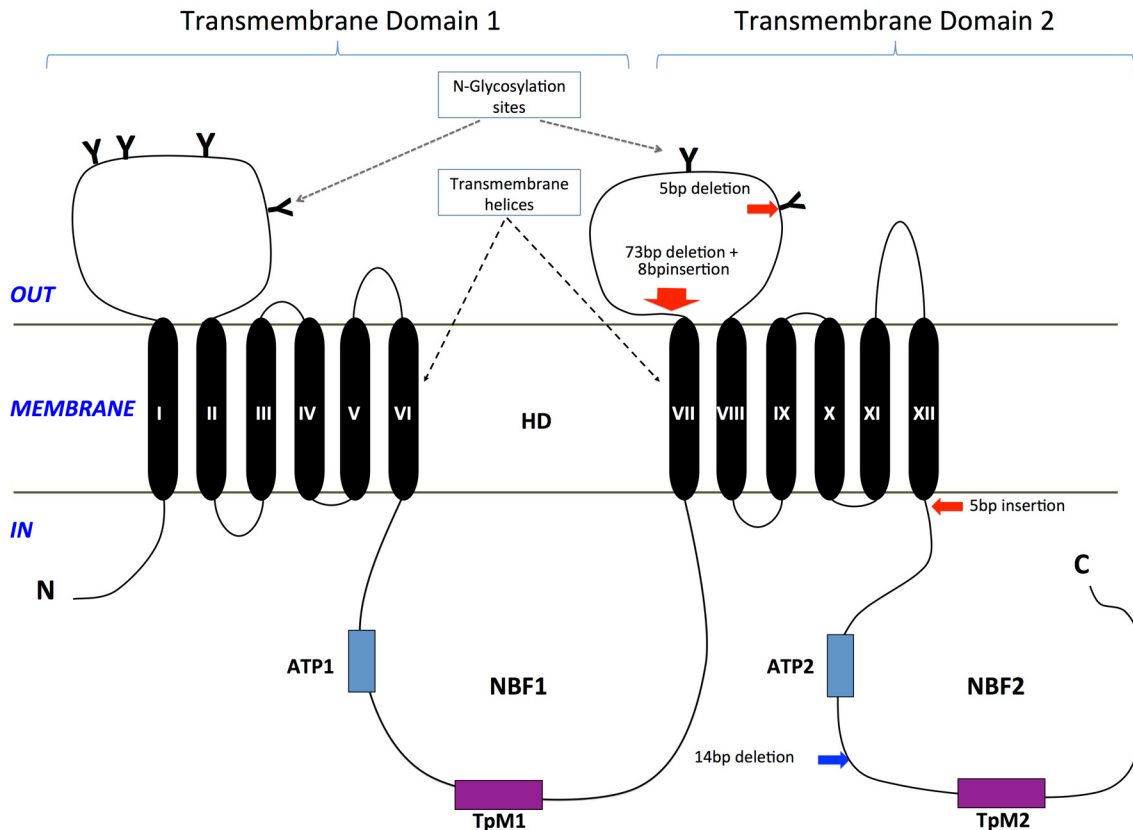 Transmembrane Domain 1
Transmembrane Domain 2
N-Glycosylation
sites
Y
Y
Y
Y
Y
Y
5bp deletion
Transmembrane
helices
73bp deletion +
8bpinsertion
OUT
MEMBRANE
I
II
III
IV
V
VI
HD
VII
VIII
IX
X
XI
XII
IN
5bp insertion
N
C
ATP1
NBF1
ATP2
NBF2
14bp deletion
TpM1
TpM2